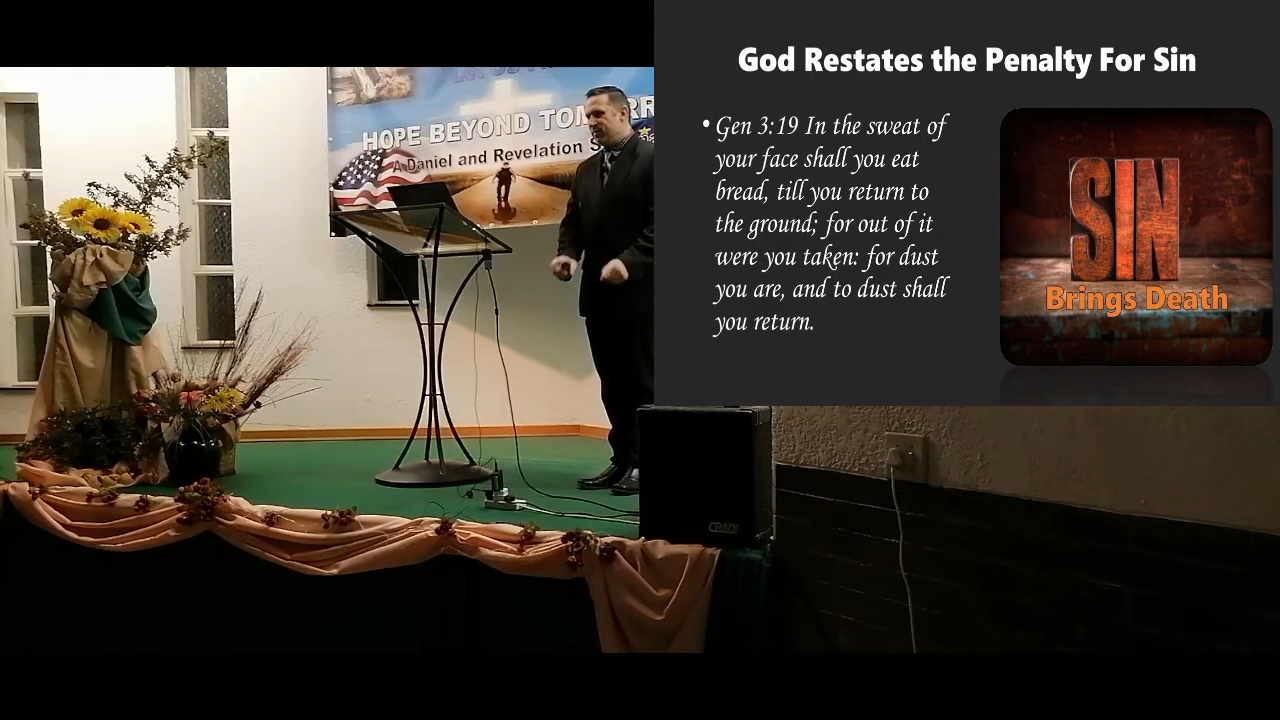 God Restates the Penalty For Sin
• Gen 3:19 In the sweat of
your face shall you eat
bread, till you return to
the ground; for out of it
were you taken: for dust
you are, and to dust shall
you return.
SIN
Brings Death
HOPE BEYOND TOM RR
A Daniel and Revelation S
CRATE